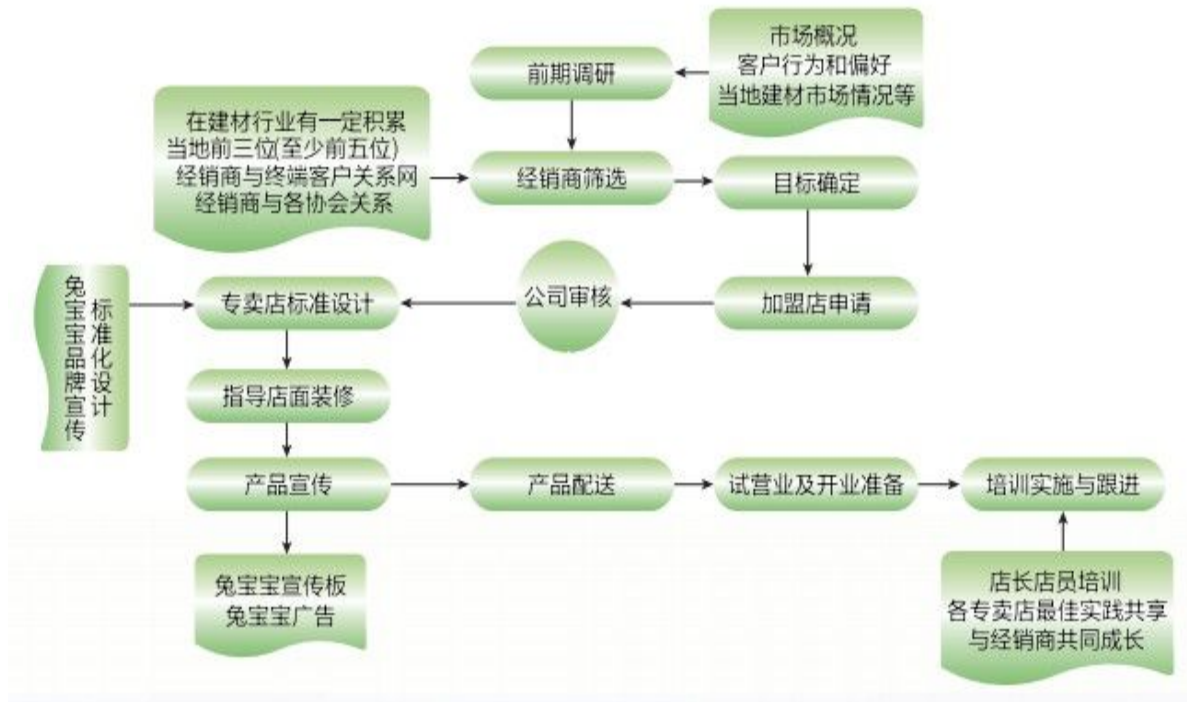 市场概况
客户行为和偏好
当地建材市场情况等
前期调研
在建材行业有一定积累
当地前三位(至少前五位)
经销商与终端客户关系网
经销商与各协会关系
经销商筛选
目标确定
兔宝宝品牌宣传
标准化设计
专卖店标准设计
公司审核
加盟店申请
指导店面装修
产品宣传
产品配送
试营业及开业准备
培训实施与跟进
兔宝宝宣传板
兔宝宝广告
店长店员培训
各专卖店最佳实践共享
与经销商共同成长